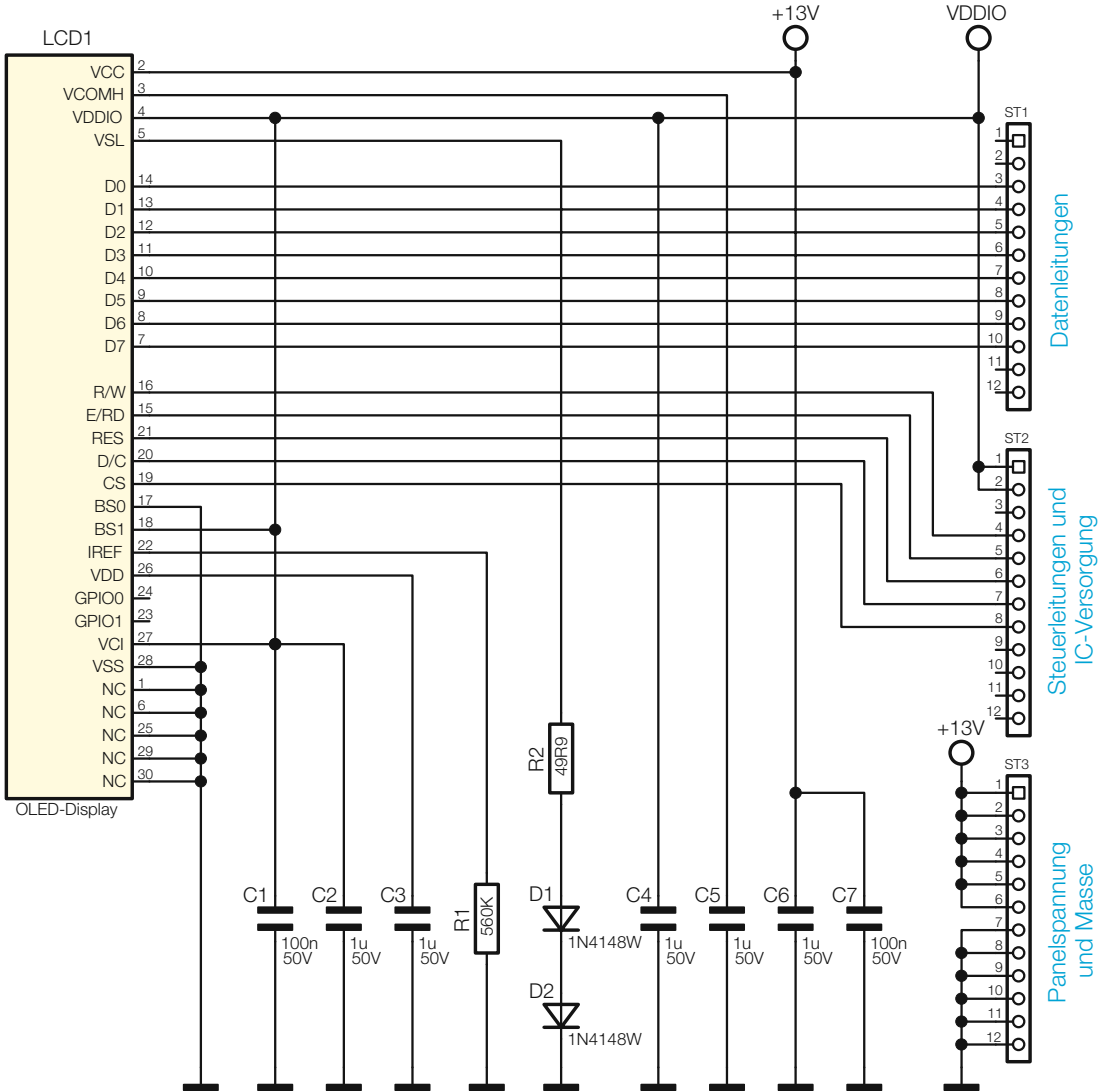 +13V
VDDIO
LCD1
VCC 2
VCOMH 3
VDDIO 4
VSL 5
D0 14
D1 13
D2 12
D3 11
D4 10
D5 9
D6 8
D7 7
R/W 16
E/RD 15
RES 21
D/C 20
CS 19
BS0 17
BS1 18
IREF 22
VDD 26
GPIO0 24
GPIO1 23
VCI 27
VSS 28
NC 1
NC 6
NC 25
NC 29
NC 30
OLED-Display
ST1
1
2
3
4
5
6
7
8
9
10
11
12
Datenleitungen
ST2
1
2
3
4
5
6
7
8
9
10
11
12
Steuerleitungen und
IC-Versorgung
+13V
ST3
1
2
3
4
5
6
7
8
9
10
11
12
Panelspannung
und Masse
C1
100n
50V
C2
1u
50V
C3
1u
50V
R1
560K
R2
49R9
D1
1N4148W
D2
1N4148W
C4
1u
50V
C5
1u
50V
C6
1u
50V
C7
100n
50V